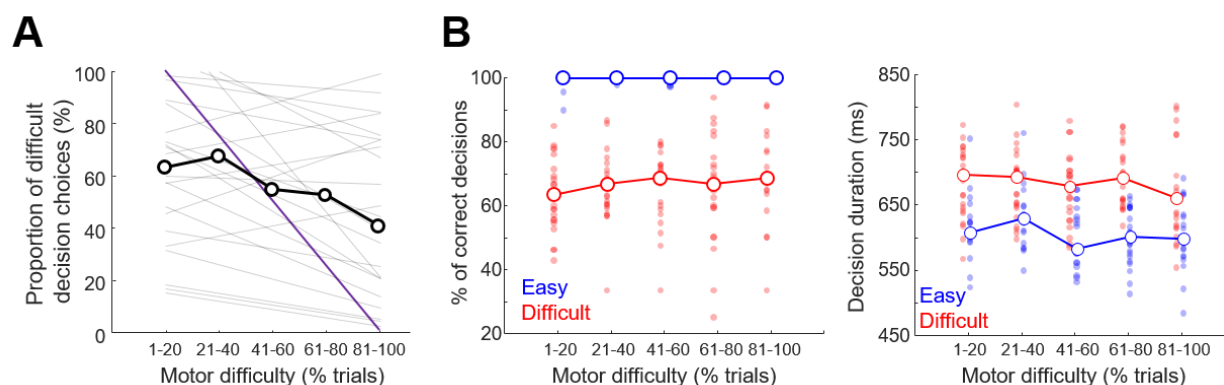 A
Proportion of difficult
decision choices (%)
100
80
60
40
20
0
1-20 21-40 41-60 61-80 81-100
Motor difficulty (% trials)
B
% of correct decisions
100
80
60
40
20
Easy
Difficult
1-20 21-40 41-60 61-80 81-100
Motor difficulty (% trials)
Decision duration (ms)
850
750
650
550
450
Easy
Difficult
1-20 21-40 41-60 61-80 81-100
Motor difficulty (% trials)